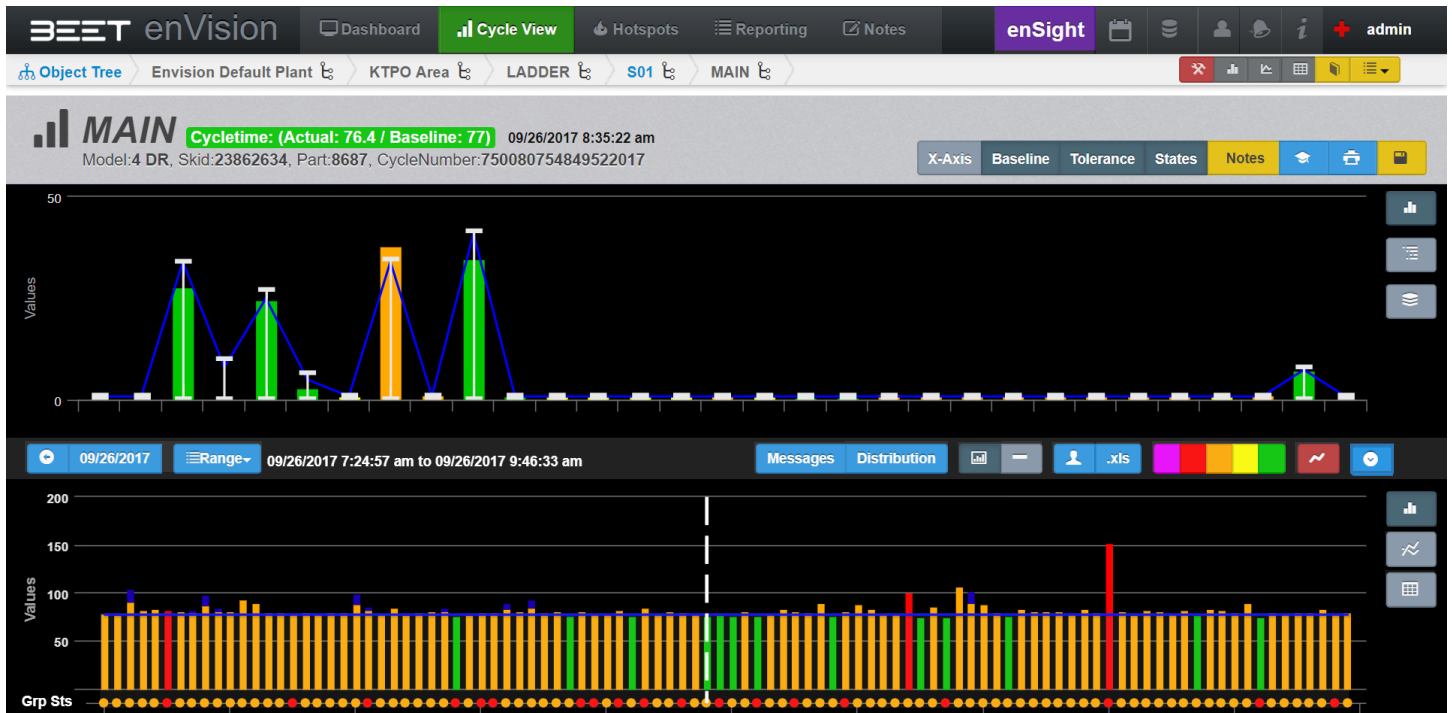 BEET enVision Dashboard Cycle View Hotspots Reporting Notes enSight i admin
Object Tree Envision Default Plant KTPO Area LADDER S01 MAIN
MAIN Cycletime: (Actual: 76.4 / Baseline: 77) 09/26/2017 8:35:22 am
Model:4 DR, Skid:23862634, Part:8687, CycleNumber:750080754849522017
X-Axis Baseline Tolerance States Notes
50
Values
0
09/26/2017 Range 09/26/2017 7:24:57 am to 09/26/2017 9:46:33 am Messages Distribution .xls
200
150
100
Values
50
Grp Sts